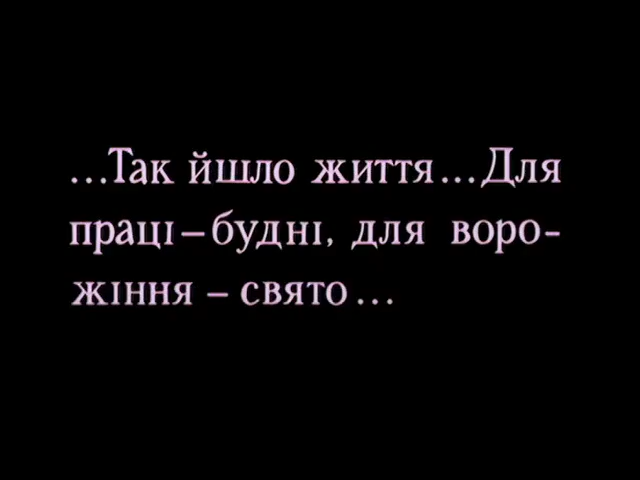 ...Так йшло життя...Для
праці – будні, для воро-
жіння – свято...